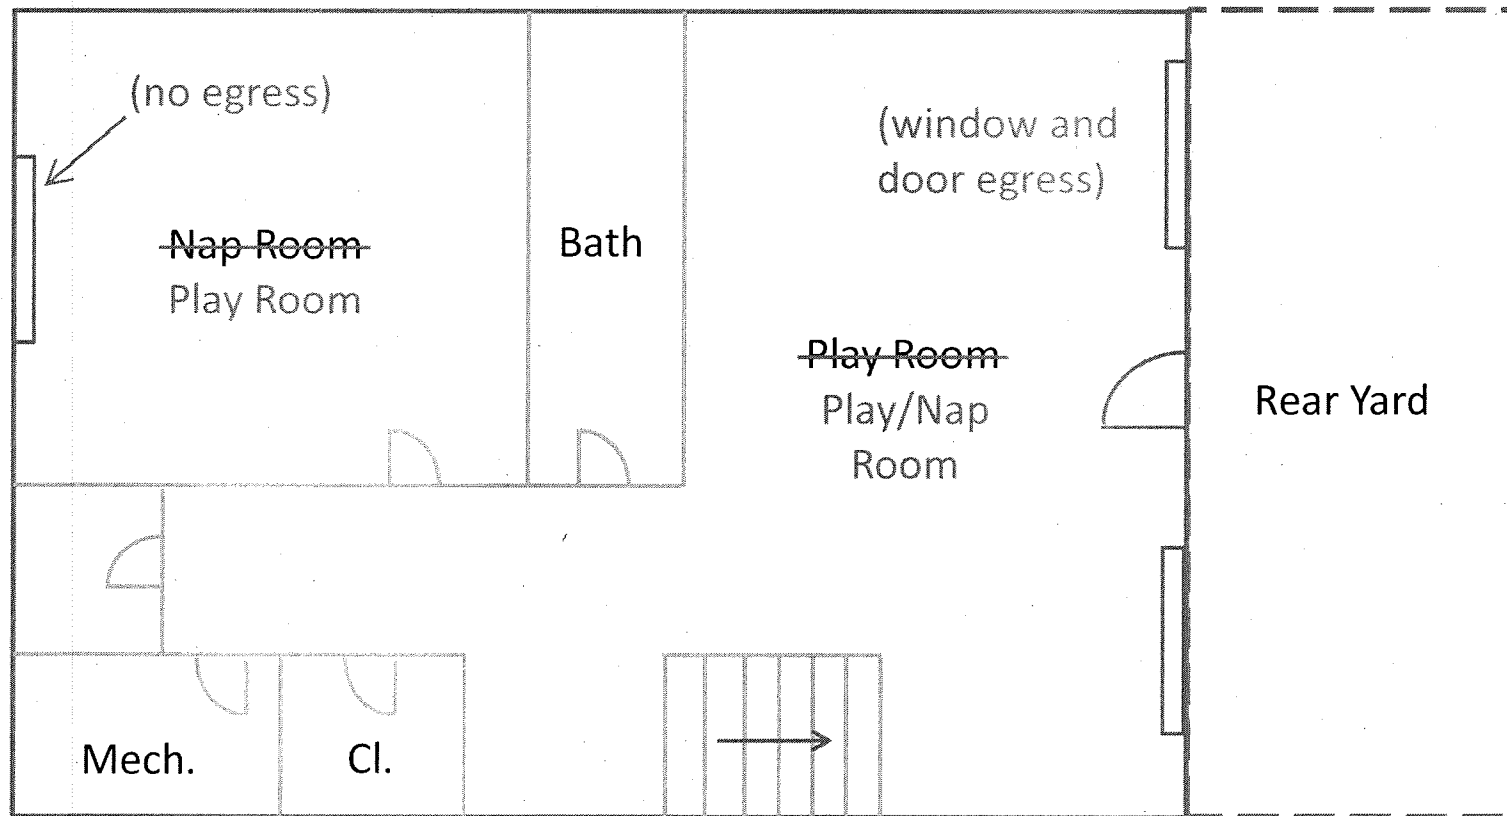 (no egress)
Nap Room
Play Room
Bath
(window and
door egress)
Play Room
Play/Nap
Room
Rear Yard
Mech.
Cl.